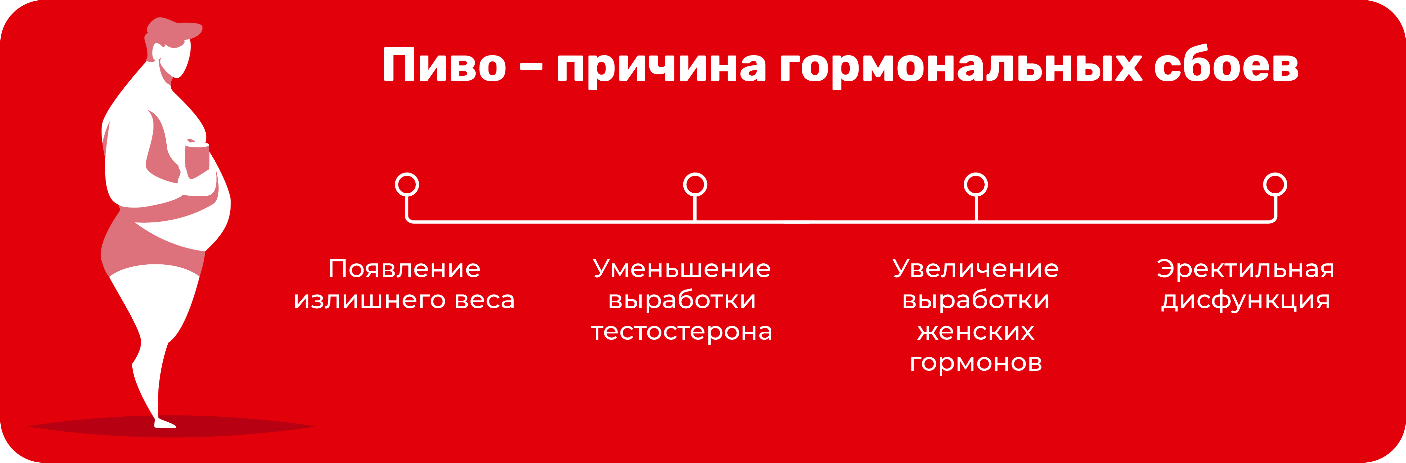 Пиво – причина гормональных сбоев
Появление
излишнего веса
Уменьшение
выработки
тестостерона
Увеличение
выработки
женских
гормонов
Эректильная
дисфункция